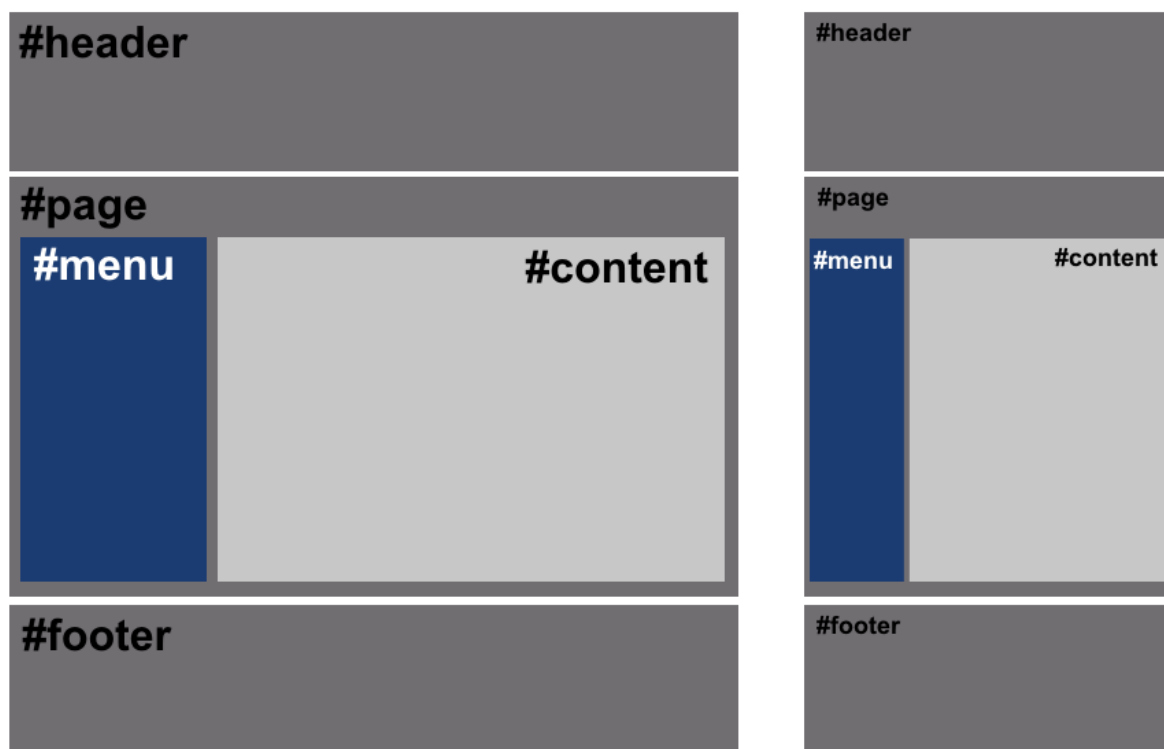 #header
#page
#menu
#content
#footer
#header
#page
#menu
#content
#footer